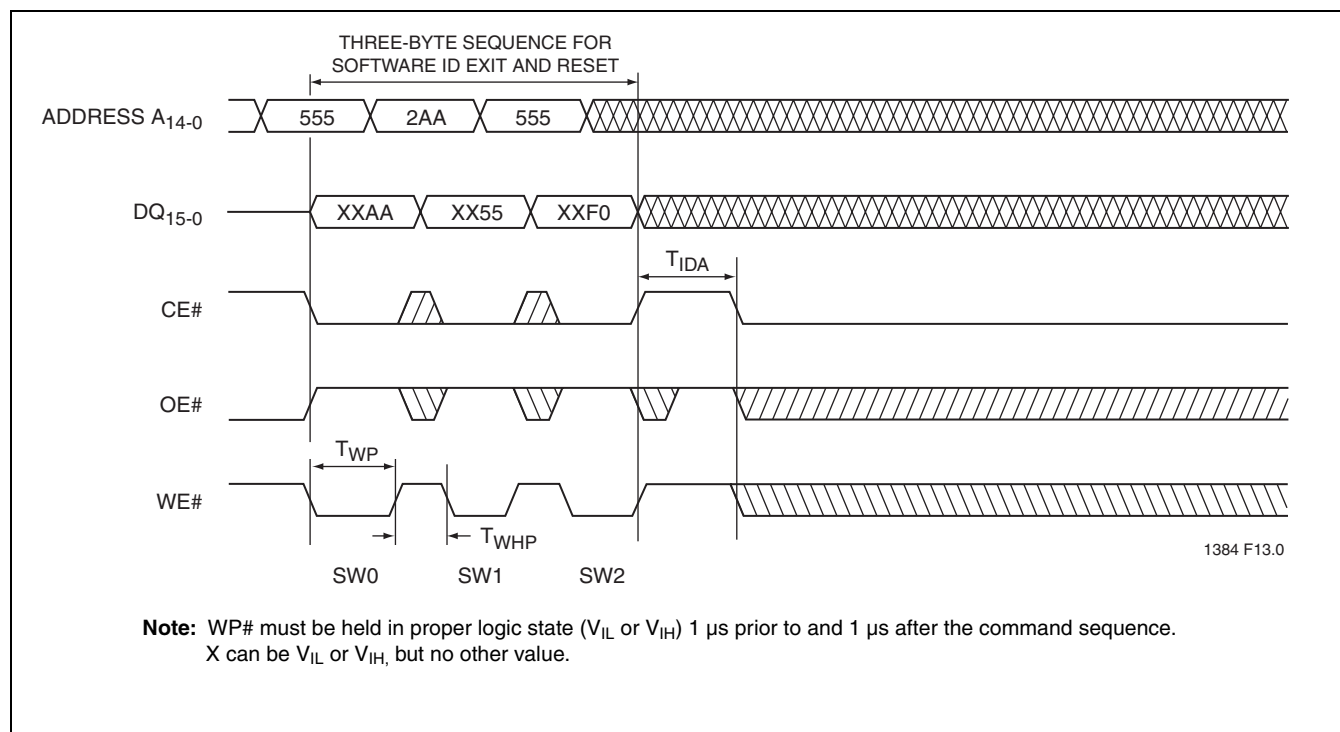 THREE-BYTE SEQUENCE FOR
SOFTWARE ID EXIT AND RESET
ADDRESS A14-0
555 2AA 555
DQ15-0
XXAA XX55 XXF0
TIDA
CE#
OE#
TWP
WE#
TWHP
1384 F13.0
SW0 SW1 SW2
Note: WP# must be held in proper logic state (VIL or VIH) 1 µs prior to and 1 µs after the command sequence.
X can be VIL or VIH, but no other value.